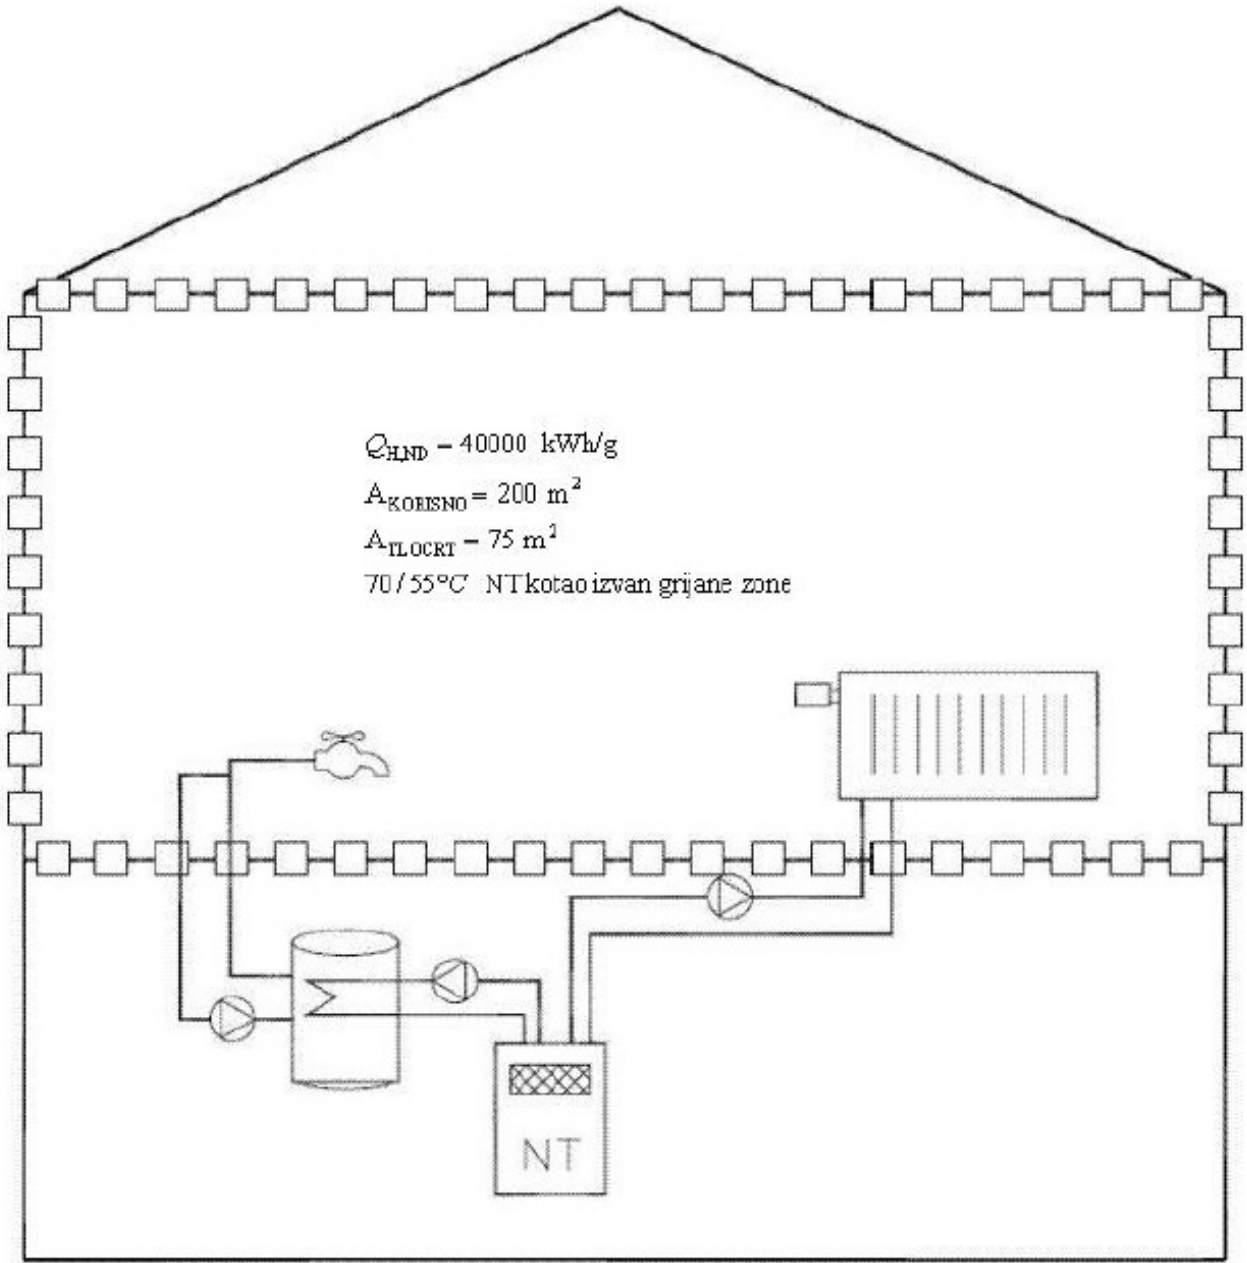 Q_H,ND – 40000 kWh/g
A_KORISNO = 200 m²
A_TLOCRT – 75 m²
70/55°C NT kotao izvan grijane zone
NT